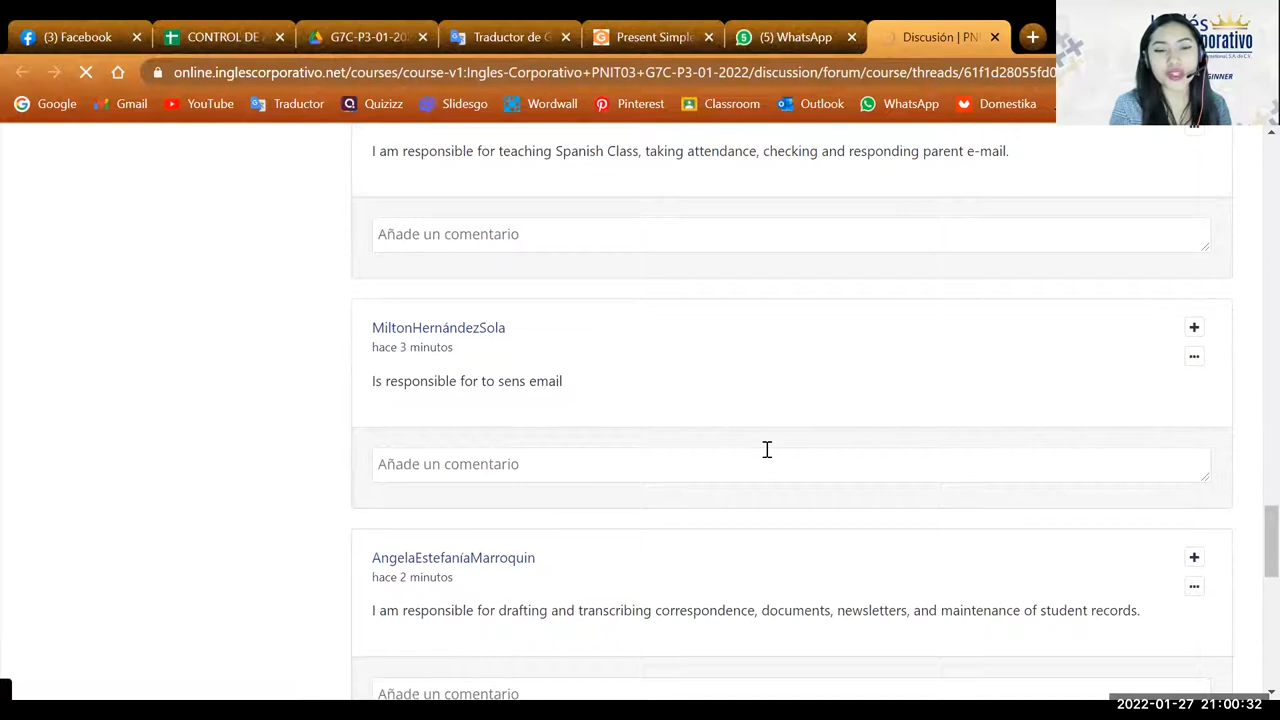 (3) Facebook
CONTROL DE
G7C-P3-01-202
Traductor de G
Present Simple
(5) WhatsApp
Discusión | PNI
online.inglescorporativo.net/courses/course-v1:Ingles-Corporativo+PNIT03+G7C-P3-01-2022/discussion/forum/course/threads/61f1d28055fd0
Google Gmail YouTube Traductor Quizizz Slidesgo Wordwall Pinterest Classroom Outlook WhatsApp Domestika
I am responsible for teaching Spanish Class, taking attendance, checking and responding parent e-mail.
Añade un comentario
MiltonHernándezSola
hace 3 minutos
Is responsible for to sens email
Añade un comentario
AngelaEstefaníaMarroquin
hace 2 minutos
I am responsible for drafting and transcribing correspondence, documents, newsletters, and maintenance of student records.
Añade un comentario
2022-01-27 21:00:32